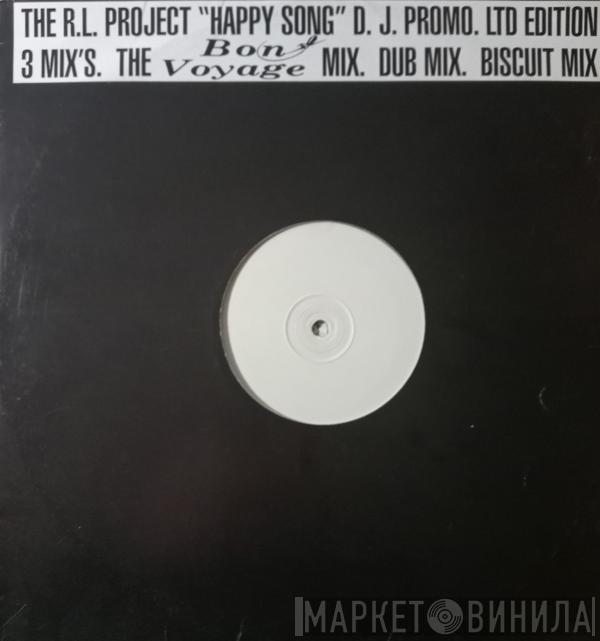 THE R.L. PROJECT "HAPPY SONG" D. J. PROMO. LTD EDITION
3 MIX'S. THE Bon Voyage MIX. DUB MIX. BISCUIT MIX
МАРКЕТ ВИНИЛА